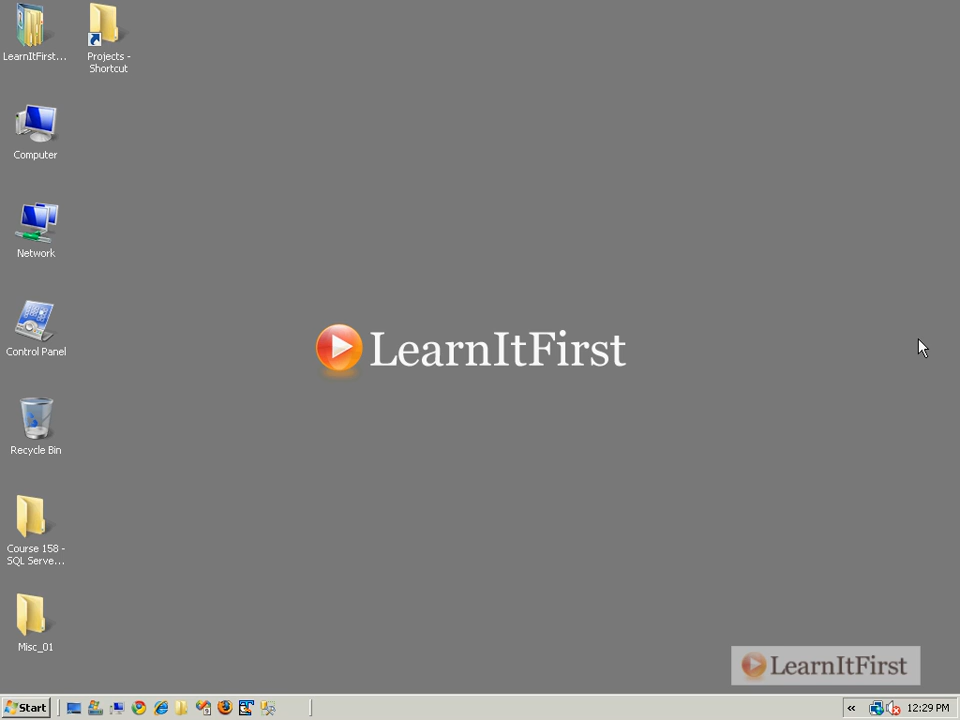 LearnItFirst...
Projects -
Shortcut
Computer
Network
Control Panel
Recycle Bin
Course 158 -
SQL Serve...
Misc_01
LearnItFirst
LearnItFirst
Start
12:29 PM